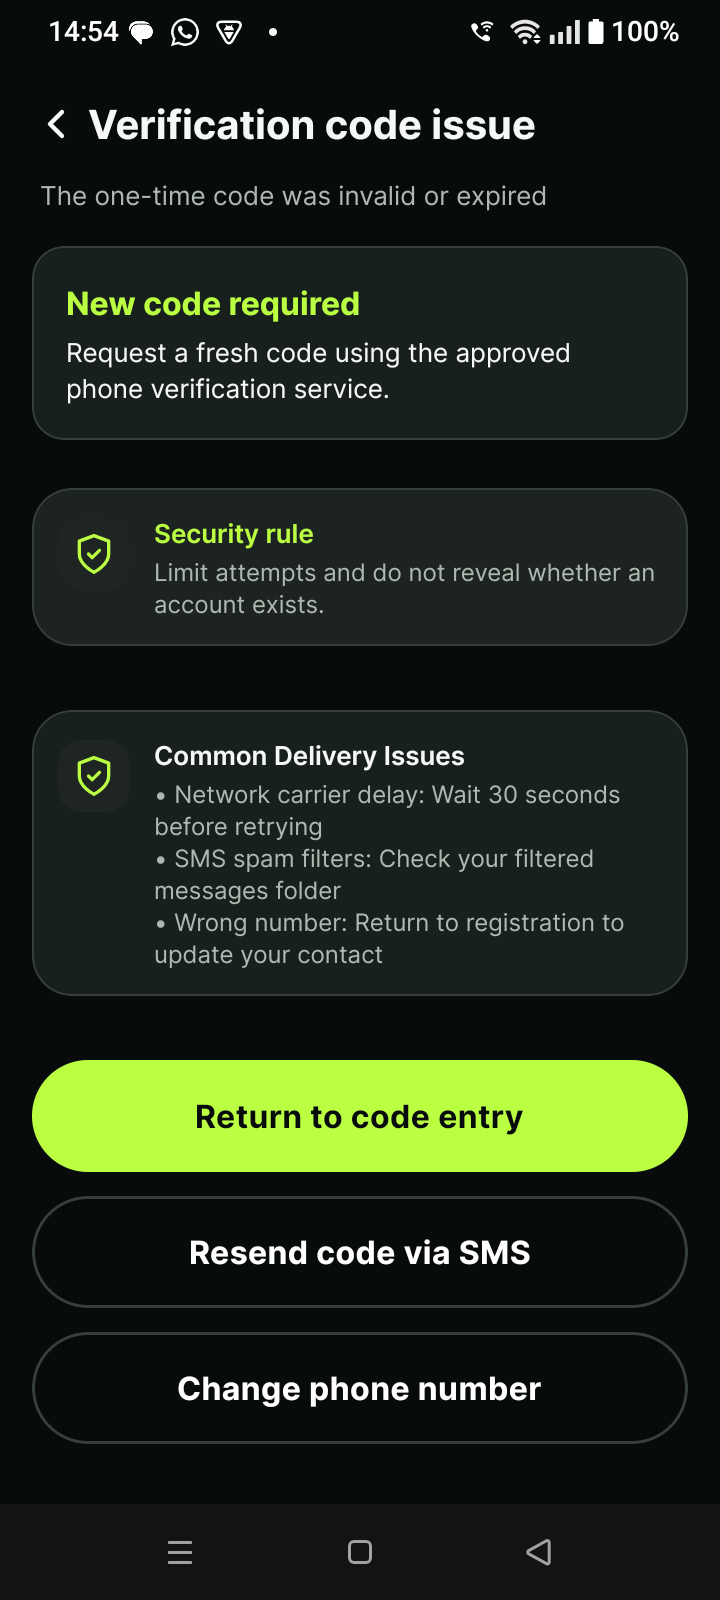 14:54 100%
Verification code issue
The one-time code was invalid or expired
New code required
Request a fresh code using the approved
phone verification service.
Security rule
Limit attempts and do not reveal whether an
account exists.
Common Delivery Issues
• Network carrier delay: Wait 30 seconds
before retrying
• SMS spam filters: Check your filtered
messages folder
• Wrong number: Return to registration to
update your contact
Return to code entry
Resend code via SMS
Change phone number